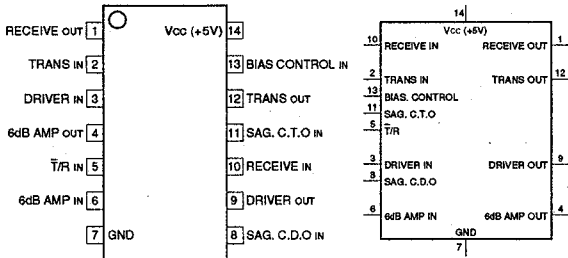 RECEIVE OUT 1 Vcc (+5V) 14
TRANS IN 2 13 BIAS CONTROL IN
DRIVER IN 3 12 TRANS OUT
6dB AMP OUT 4 11 SAG. C.T.O IN
T̅/R IN 5 10 RECEIVE IN
6dB AMP IN 6 9 DRIVER OUT
7 GND 8 SAG. C.D.O IN
14
Vcc (+5V)
10 RECEIVE IN RECEIVE OUT 1
2 TRANS IN TRANS OUT 12
13 BIAS. CONTROL
11 SAG. C.T.O
5 T̅/R
3 DRIVER IN DRIVER OUT 9
8 SAG. C.D.O
6 6dB AMP IN 6dB AMP OUT 4
GND
7